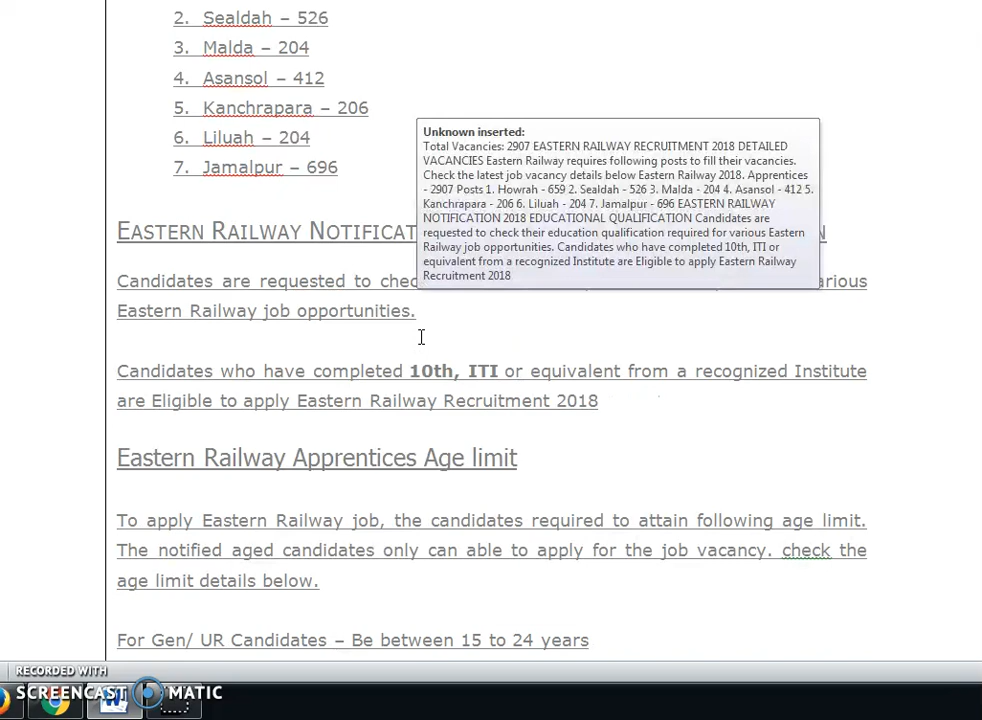 2. Sealdah – 526
3. Malda – 204
4. Asansol – 412
5. Kanchrapara – 206
6. Liluah – 204
7. Jamalpur – 696
Unknown inserted:
Total Vacancies: 2907 EASTERN RAILWAY RECRUITMENT 2018 DETAILED
VACANCIES Eastern Railway requires following posts to fill their vacancies.
Check the latest job vacancy details below Eastern Railway 2018. Apprentices
- 2907 Posts 1. Howrah - 659 2. Sealdah - 526 3. Malda - 204 4. Asansol - 412 5.
Kanchrapara - 206 6. Liluah - 204 7. Jamalpur - 696 EASTERN RAILWAY
NOTIFICATION 2018 EDUCATIONAL QUALIFICATION Candidates are
requested to check their education qualification required for various Eastern
Railway job opportunities. Candidates who have completed 10th, ITI or
equivalent from a recognized Institute are Eligible to apply Eastern Railway
Recruitment 2018
EASTERN RAILWAY NOTIFICAT N
Candidates are requested to chec arious
Eastern Railway job opportunities.
Candidates who have completed 10th, ITI or equivalent from a recognized Institute
are Eligible to apply Eastern Railway Recruitment 2018
Eastern Railway Apprentices Age limit
To apply Eastern Railway job, the candidates required to attain following age limit.
The notified aged candidates only can able to apply for the job vacancy. check the
age limit details below.
For Gen/ UR Candidates – Be between 15 to 24 years
RECORDED WITH
SCREENCAST MATIC